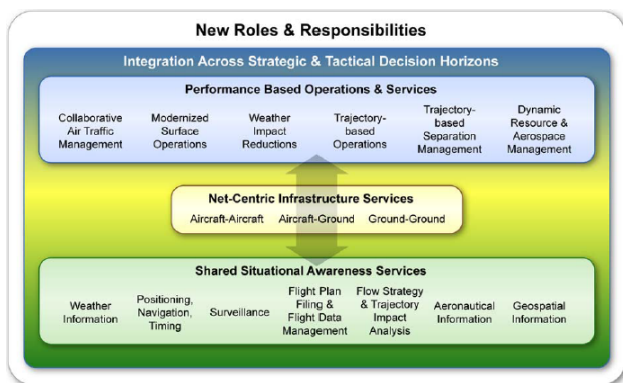 New Roles & Responsibilities
Integration Across Strategic & Tactical Decision Horizons
Performance Based Operations & Services
Collaborative
Air Traffic
Management
Modernized
Surface
Operations
Weather
Impact
Reductions
Trajectory-
based
Operations
Trajectory-
based
Separation
Management
Dynamic
Resource &
Aerospace
Management
Net-Centric Infrastructure Services
Aircraft-Aircraft Aircraft-Ground Ground-Ground
Shared Situational Awareness Services
Weather
Information
Positioning,
Navigation,
Timing
Surveillance
Flight Plan
Filing &
Flight Data
Management
Flow Strategy
& Trajectory
Impact
Analysis
Aeronautical
Information
Geospatial
Information